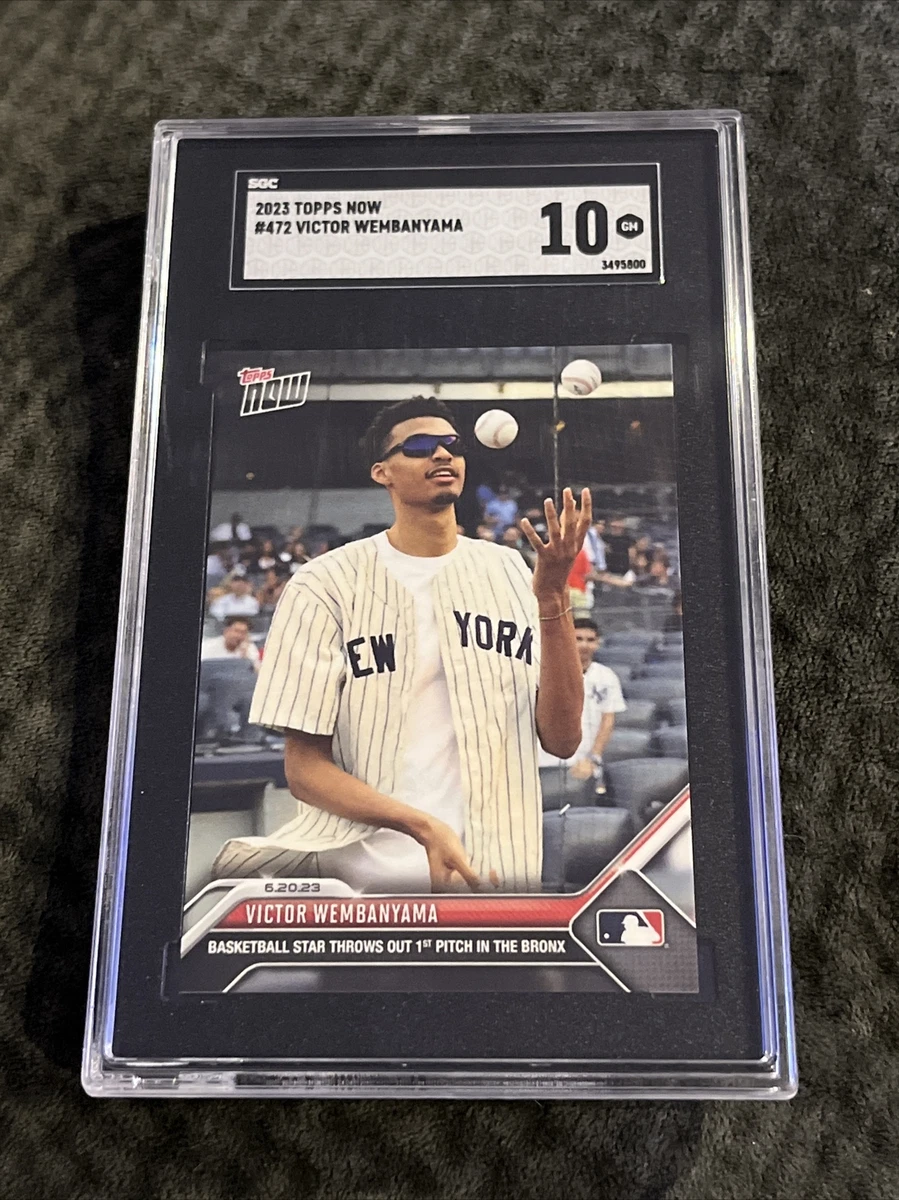 SGC
2023 TOPPS NOW
#472 VICTOR WEMBANYAMA
10 GM
3495800
TOPPS
NOW
EW YORK
6.20.23
VICTOR WEMBANYAMA
BASKETBALL STAR THROWS OUT 1ST PITCH IN THE BRONX